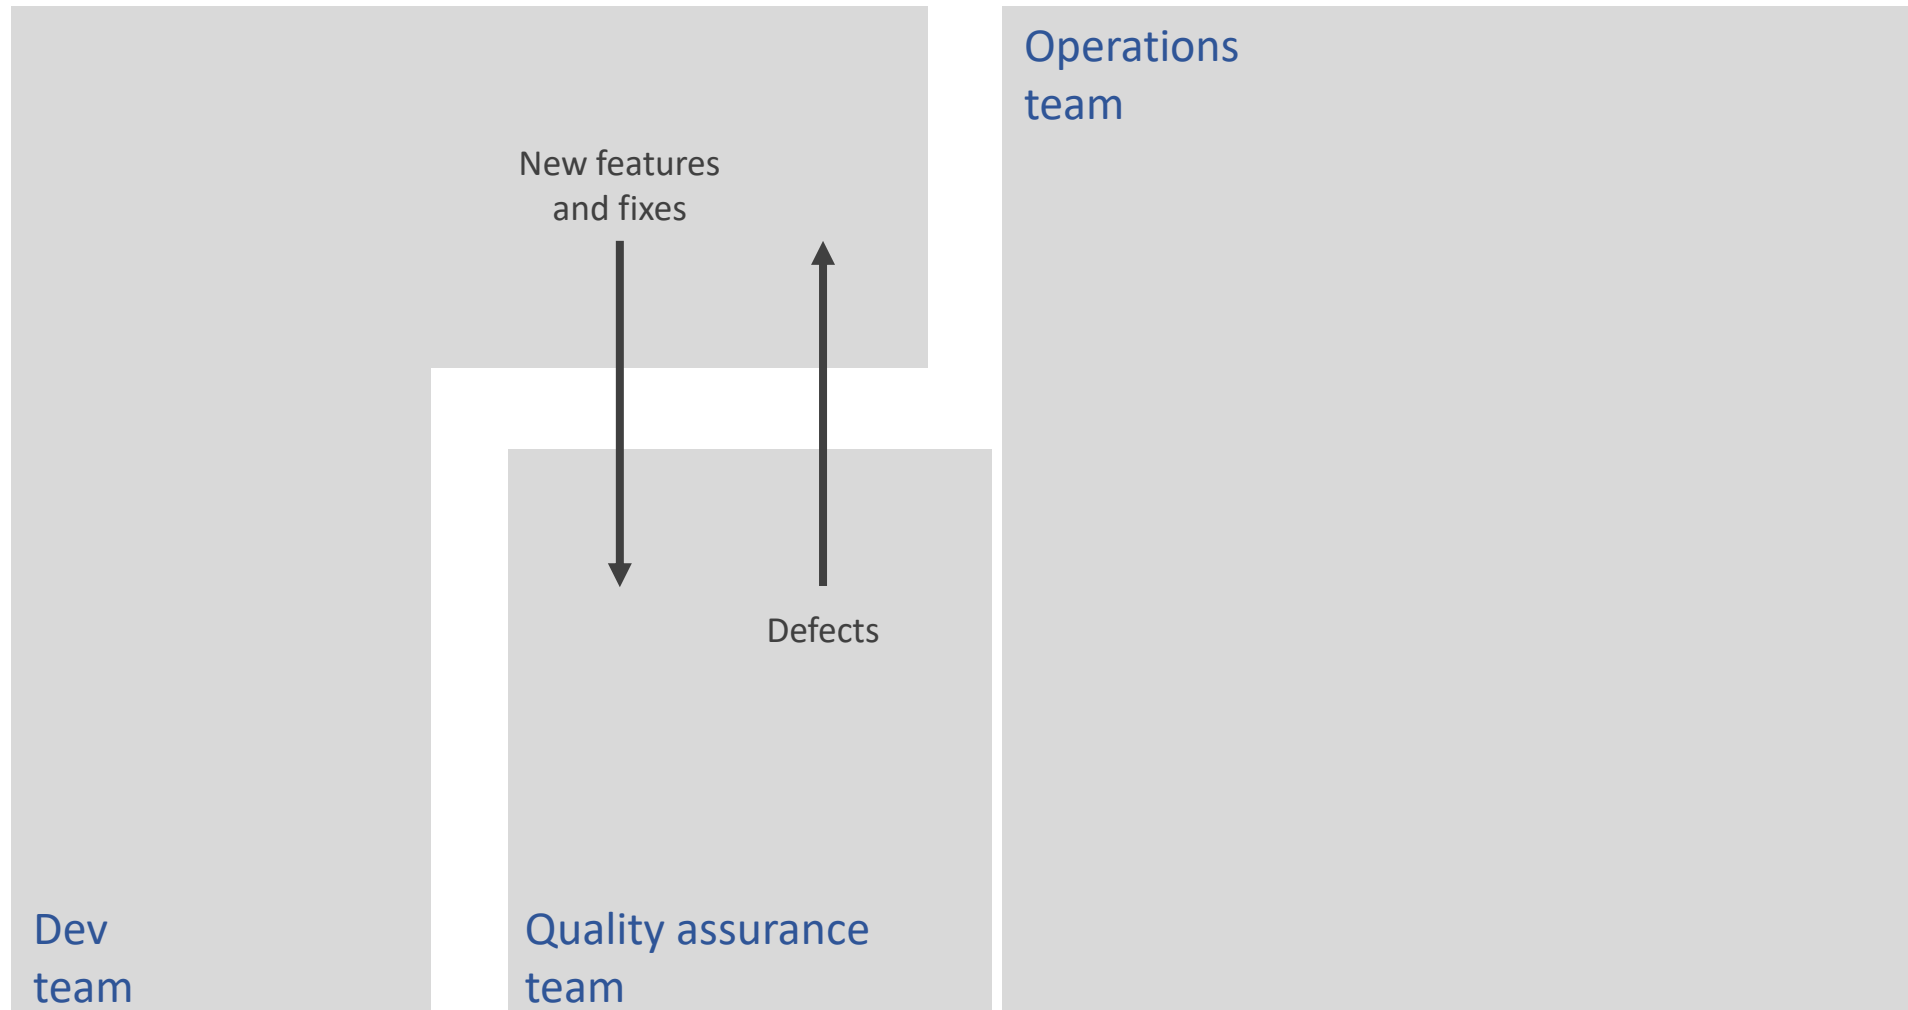 Operations
team
New features
and fixes
Defects
Dev
team
Quality assurance
team